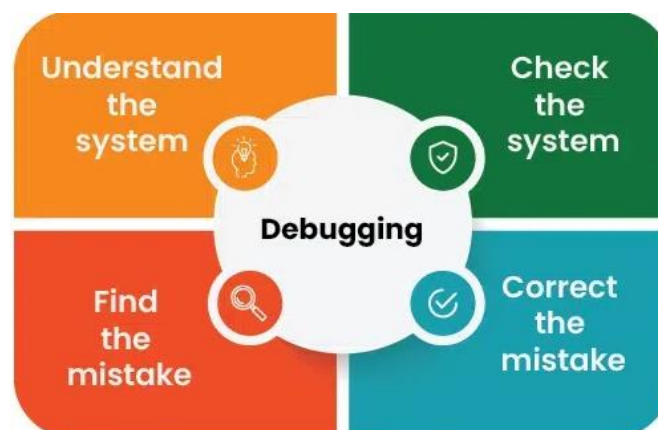 Understand
the
system
Check
the
system
Debugging
Find
the
mistake
Correct
the
mistake